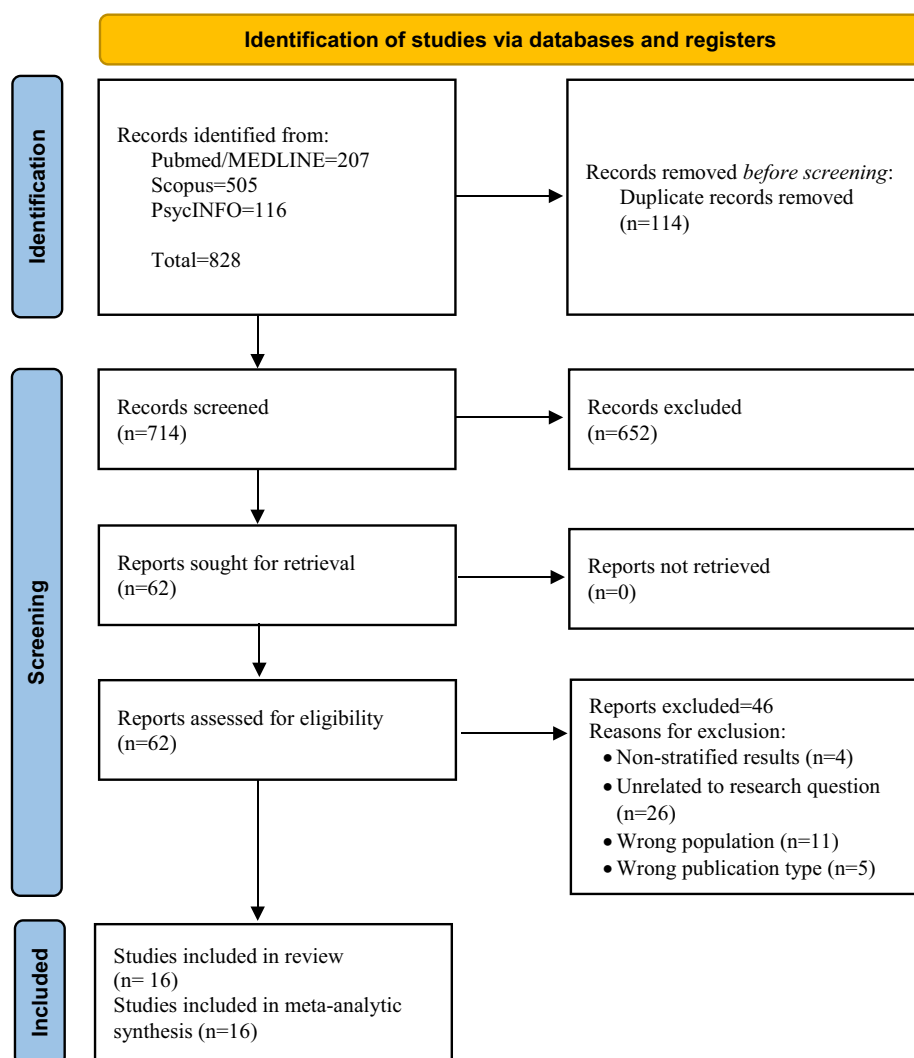 Identification of studies via databases and registers
Identification
Records identified from:
Pubmed/MEDLINE=207
Scopus=505
PsycINFO=116
Total=828
Records removed before screening:
Duplicate records removed
(n=114)
Screening
Records screened
(n=714)
Records excluded
(n=652)
Reports sought for retrieval
(n=62)
Reports not retrieved
(n=0)
Reports assessed for eligibility
(n=62)
Reports excluded=46
Reasons for exclusion:
• Non-stratified results (n=4)
• Unrelated to research question
(n=26)
• Wrong population (n=11)
• Wrong publication type (n=5)
Included
Studies included in review
(n= 16)
Studies included in meta-analytic
synthesis (n=16)